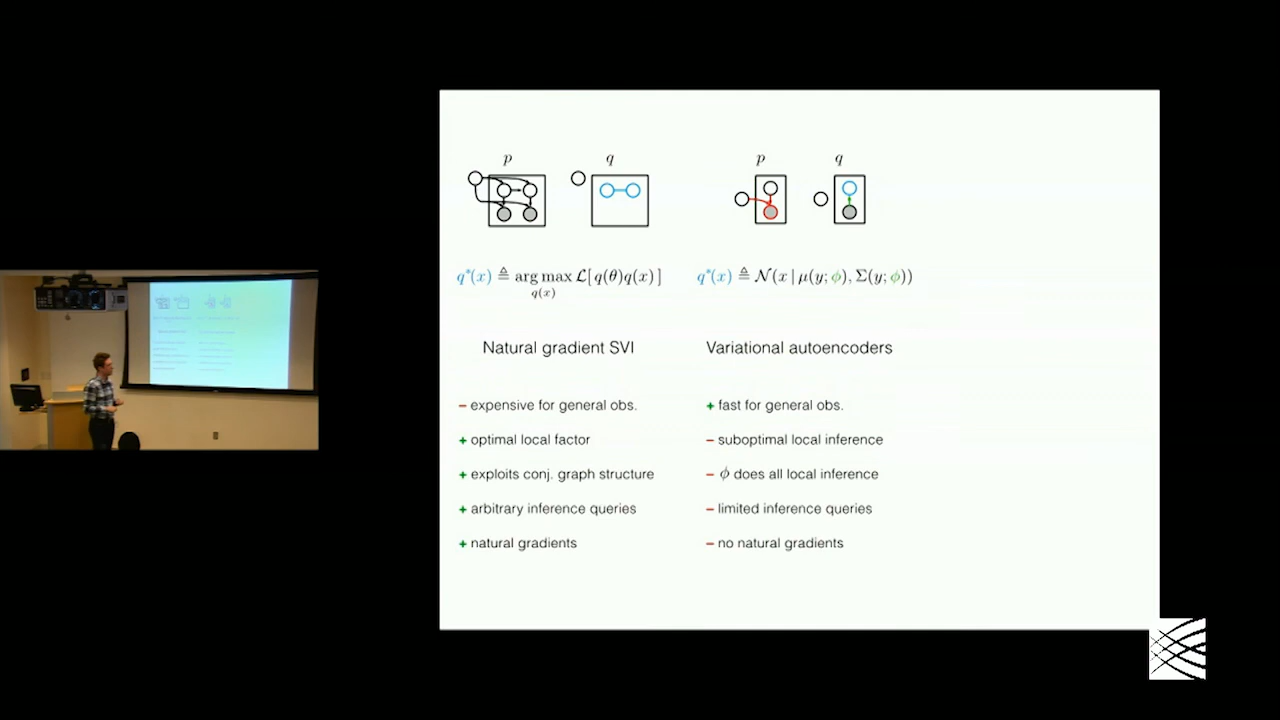 p q
q*(x) ≜ arg max L[ q(θ)q(x) ]
q(x)
Natural gradient SVI
– expensive for general obs.
+ optimal local factor
+ exploits conj. graph structure
+ arbitrary inference queries
+ natural gradients
p q
q*(x) ≜ N(x | μ(y; φ), Σ(y; φ))
Variational autoencoders
+ fast for general obs.
– suboptimal local inference
– φ does all local inference
– limited inference queries
– no natural gradients